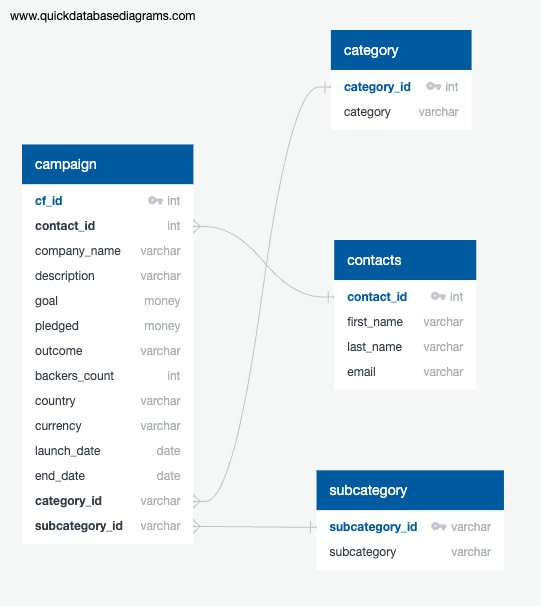 www.quickdatabasediagrams.com
category
category_id int
category varchar
campaign
cf_id int
contact_id int
company_name varchar
description varchar
goal money
pledged money
outcome varchar
backers_count int
country varchar
currency varchar
launch_date date
end_date date
category_id varchar
subcategory_id varchar
contacts
contact_id int
first_name varchar
last_name varchar
email varchar
subcategory
subcategory_id varchar
subcategory varchar